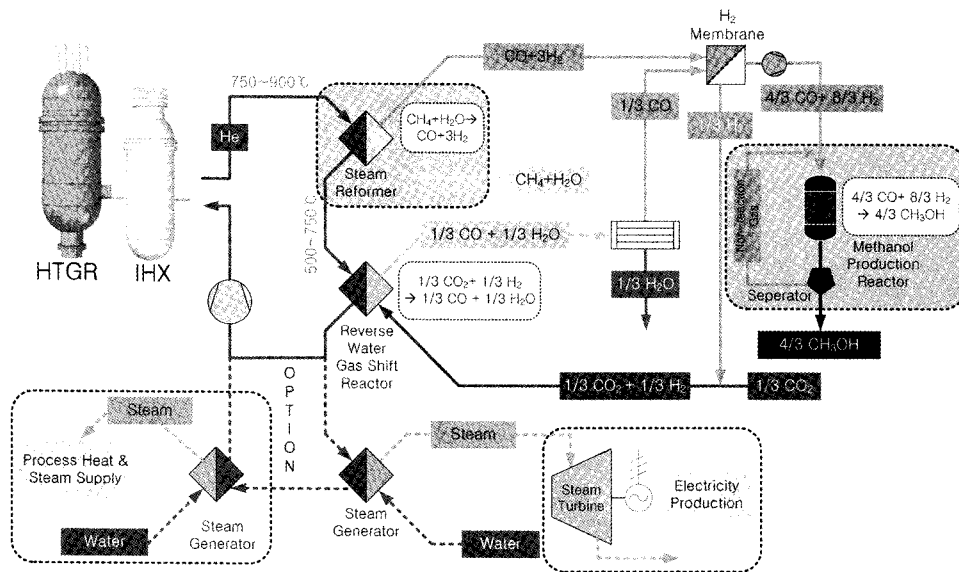 H₂
Membrane
CO+3H₂
750~900℃
1/3 CO
4/3 CO+ 8/3 H₂
He
CH₄+H₂O→
CO+3H₂
Steam
Reformer
CH₄+H₂O
Non-reaction
Gas
4/3 CO+ 8/3 H₂
→ 4/3 CH₃OH
HTGR
IHX
500~750℃
1/3 CO + 1/3 H₂O
Methanol
Production
Reactor
Seperator
1/3 CO₂+ 1/3 H₂
→ 1/3 CO + 1/3 H₂O
1/3 H₂O
Reverse
Water
Gas Shift
Reactor
4/3 CH₃OH
1/3 CO₂ + 1/3 H₂
1/3 CO₂
OPTION
Steam
Process Heat &
Steam Supply
Water
Steam
Generator
Steam
Steam
Generator
Water
Steam
Turbine
Electricity
Production